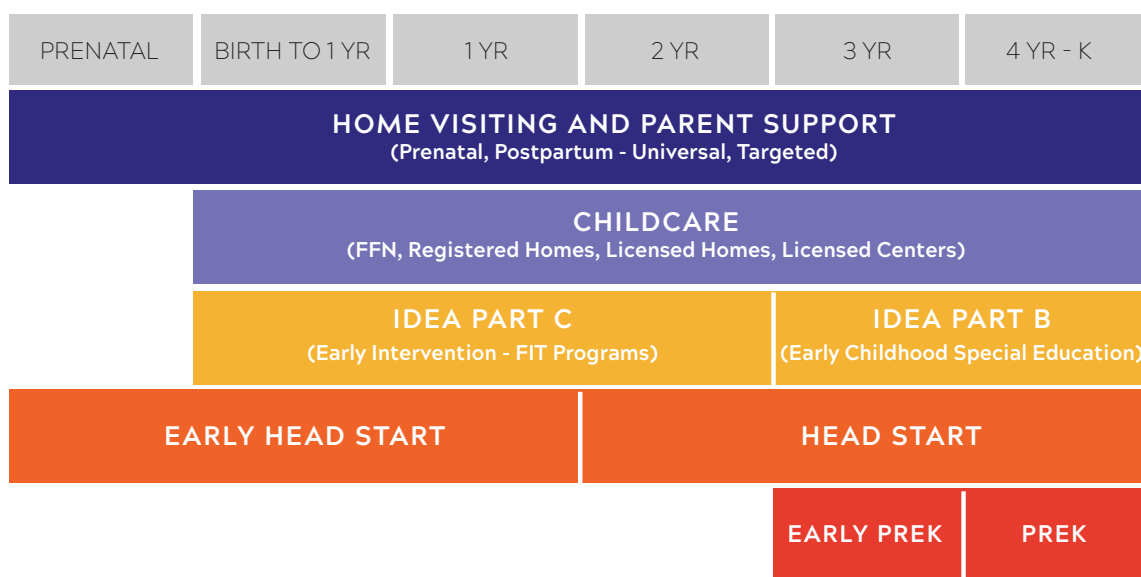 PRENATAL
BIRTH TO 1 YR
1 YR
2 YR
3 YR
4 YR - K
HOME VISITING AND PARENT SUPPORT
(Prenatal, Postpartum - Universal, Targeted)
CHILDCARE
(FFN, Registered Homes, Licensed Homes, Licensed Centers)
IDEA PART C
(Early Intervention - FIT Programs)
IDEA PART B
(Early Childhood Special Education)
EARLY HEAD START
HEAD START
EARLY PREK
PREK